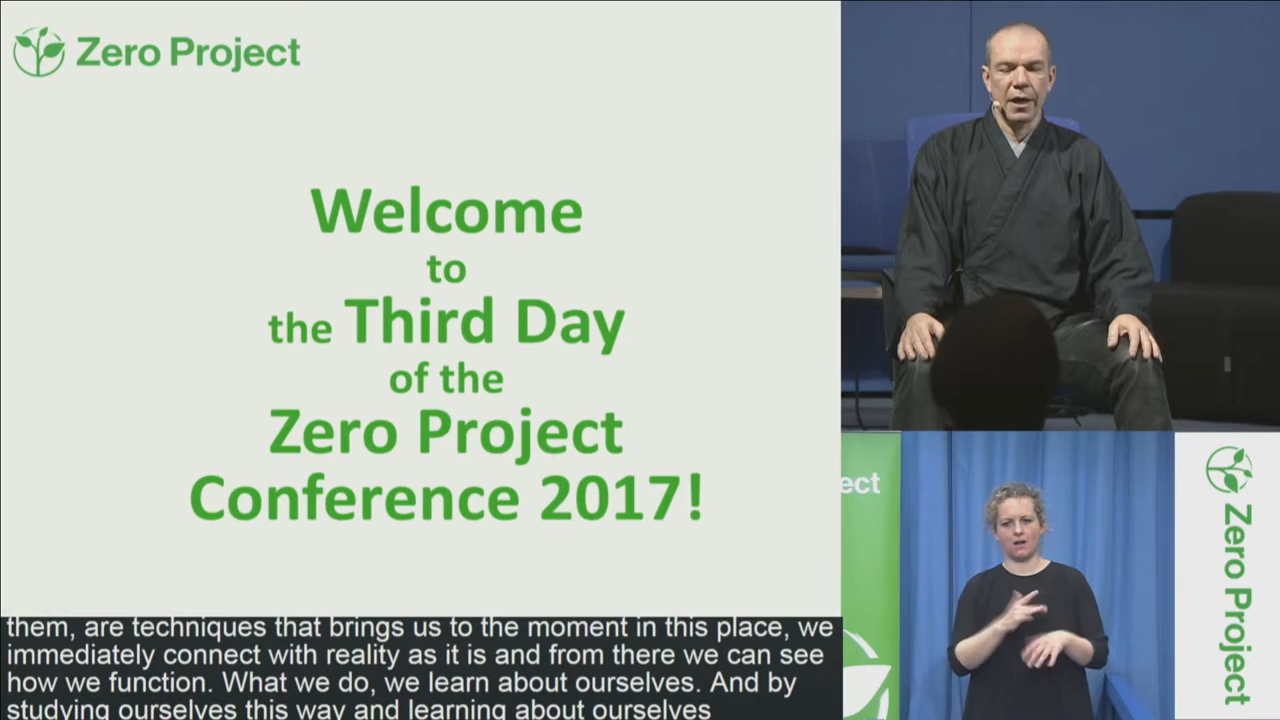 Zero Project
Welcome
to
the Third Day
of the
Zero Project
Conference 2017!
them, are techniques that brings us to the moment in this place, we
immediately connect with reality as it is and from there we can see
how we function. What we do, we learn about ourselves. And by
studying ourselves this way and learning about ourselves
ect
Zero Project